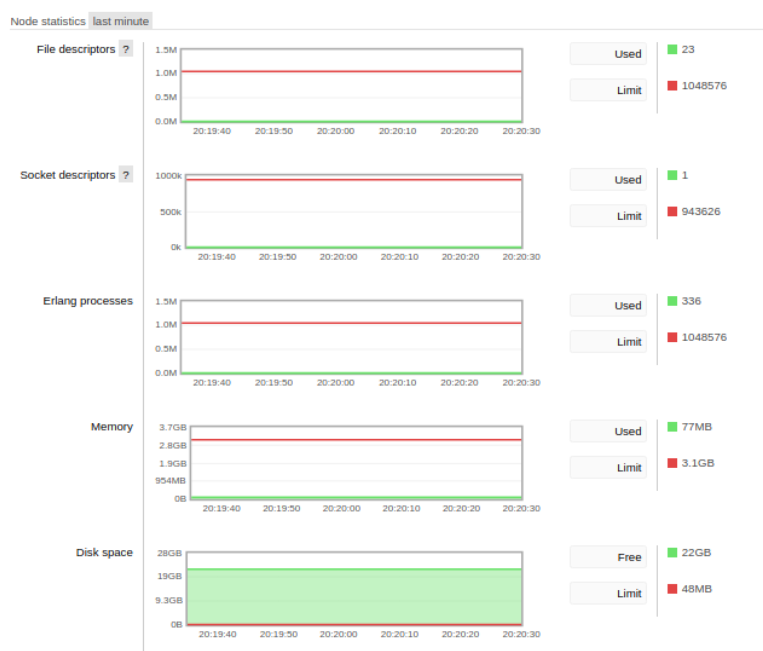 Node statistics last minute
File descriptors ?
1.5M
1.0M
0.5M
0.0M
20:19:40 20:19:50 20:20:00 20:20:10 20:20:20 20:20:30
Used 23
Limit 1048576
Socket descriptors ?
1000k
500k
0k
20:19:40 20:19:50 20:20:00 20:20:10 20:20:20 20:20:30
Used 1
Limit 943626
Erlang processes
1.5M
1.0M
0.5M
0.0M
20:19:40 20:19:50 20:20:00 20:20:10 20:20:20 20:20:30
Used 336
Limit 1048576
Memory
3.7GB
2.8GB
1.9GB
954MB
0B
20:19:40 20:19:50 20:20:00 20:20:10 20:20:20 20:20:30
Used 77MB
Limit 3.1GB
Disk space
28GB
19GB
9.3GB
0B
20:19:40 20:19:50 20:20:00 20:20:10 20:20:20 20:20:30
Free 22GB
Limit 48MB